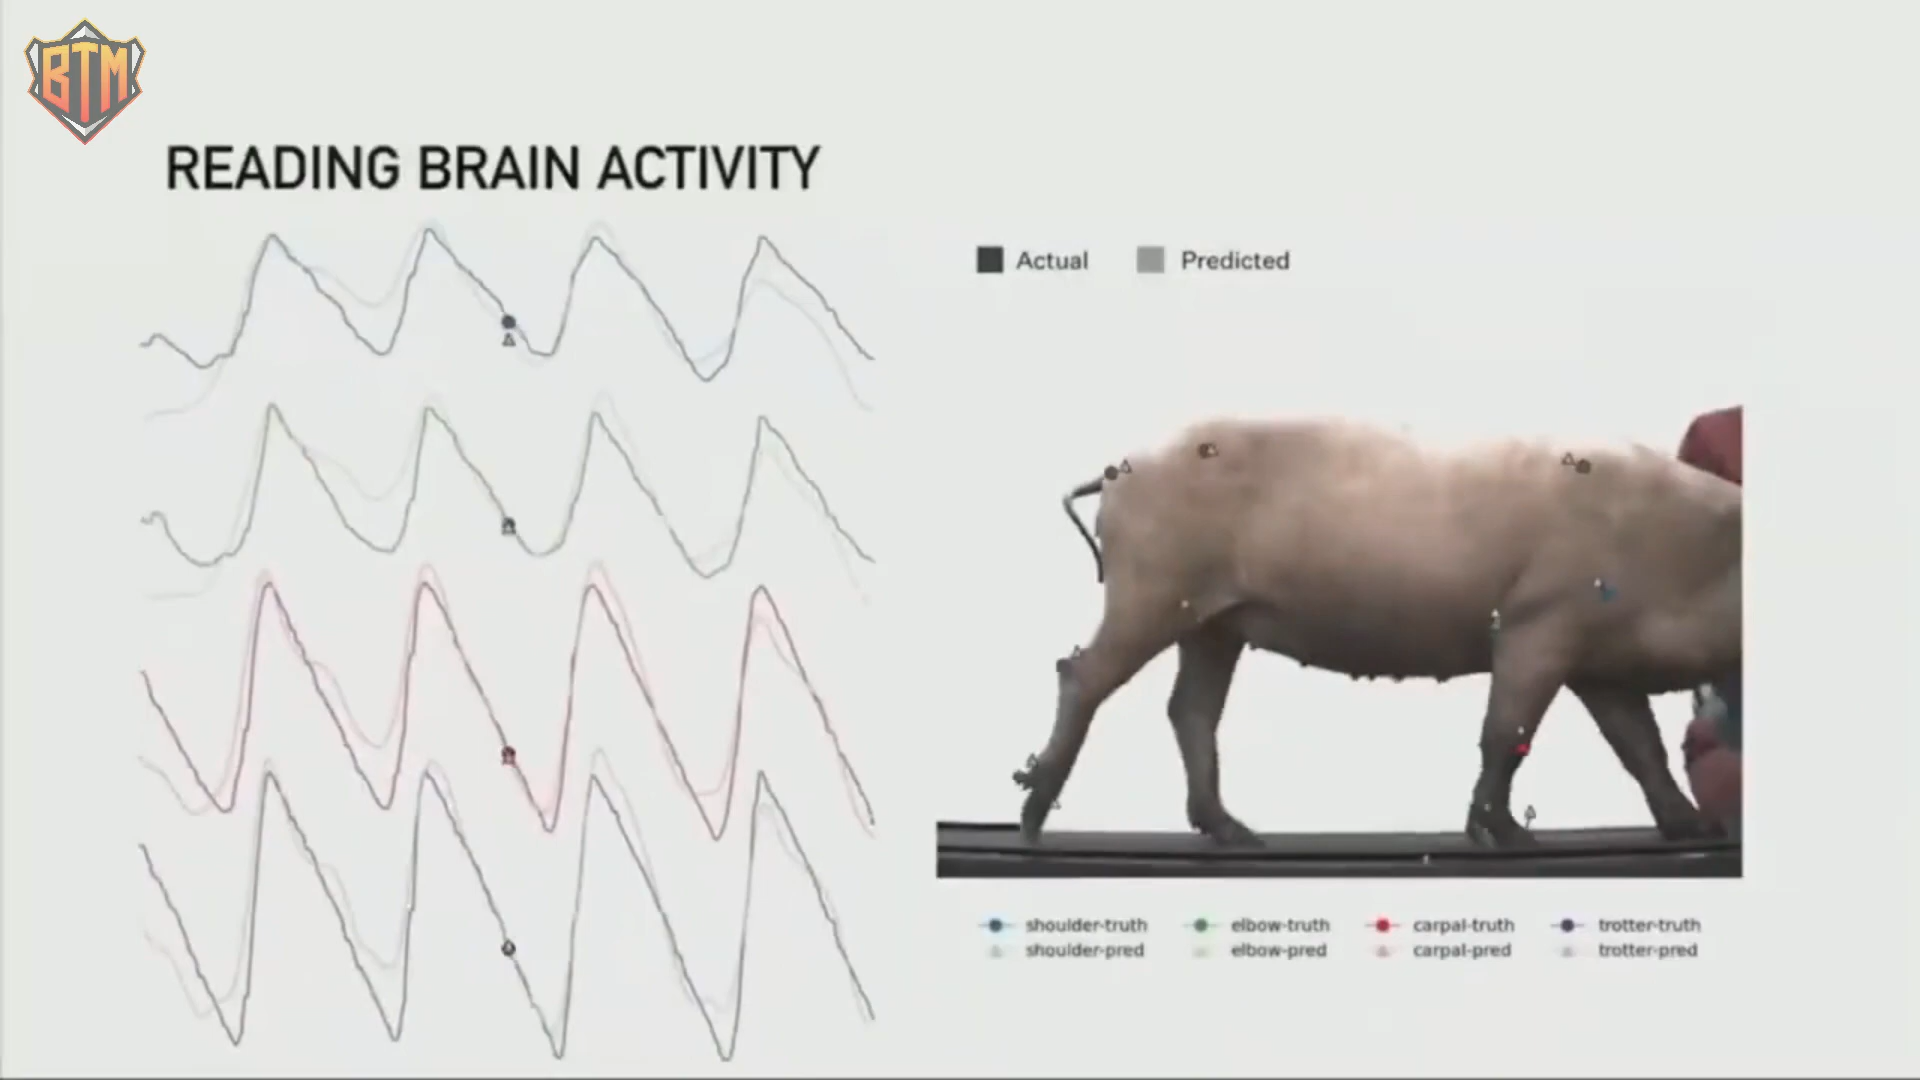 BTM
READING BRAIN ACTIVITY
Actual Predicted
shoulder-truth elbow-truth carpal-truth trotter-truth
shoulder-pred elbow-pred carpal-pred trotter-pred